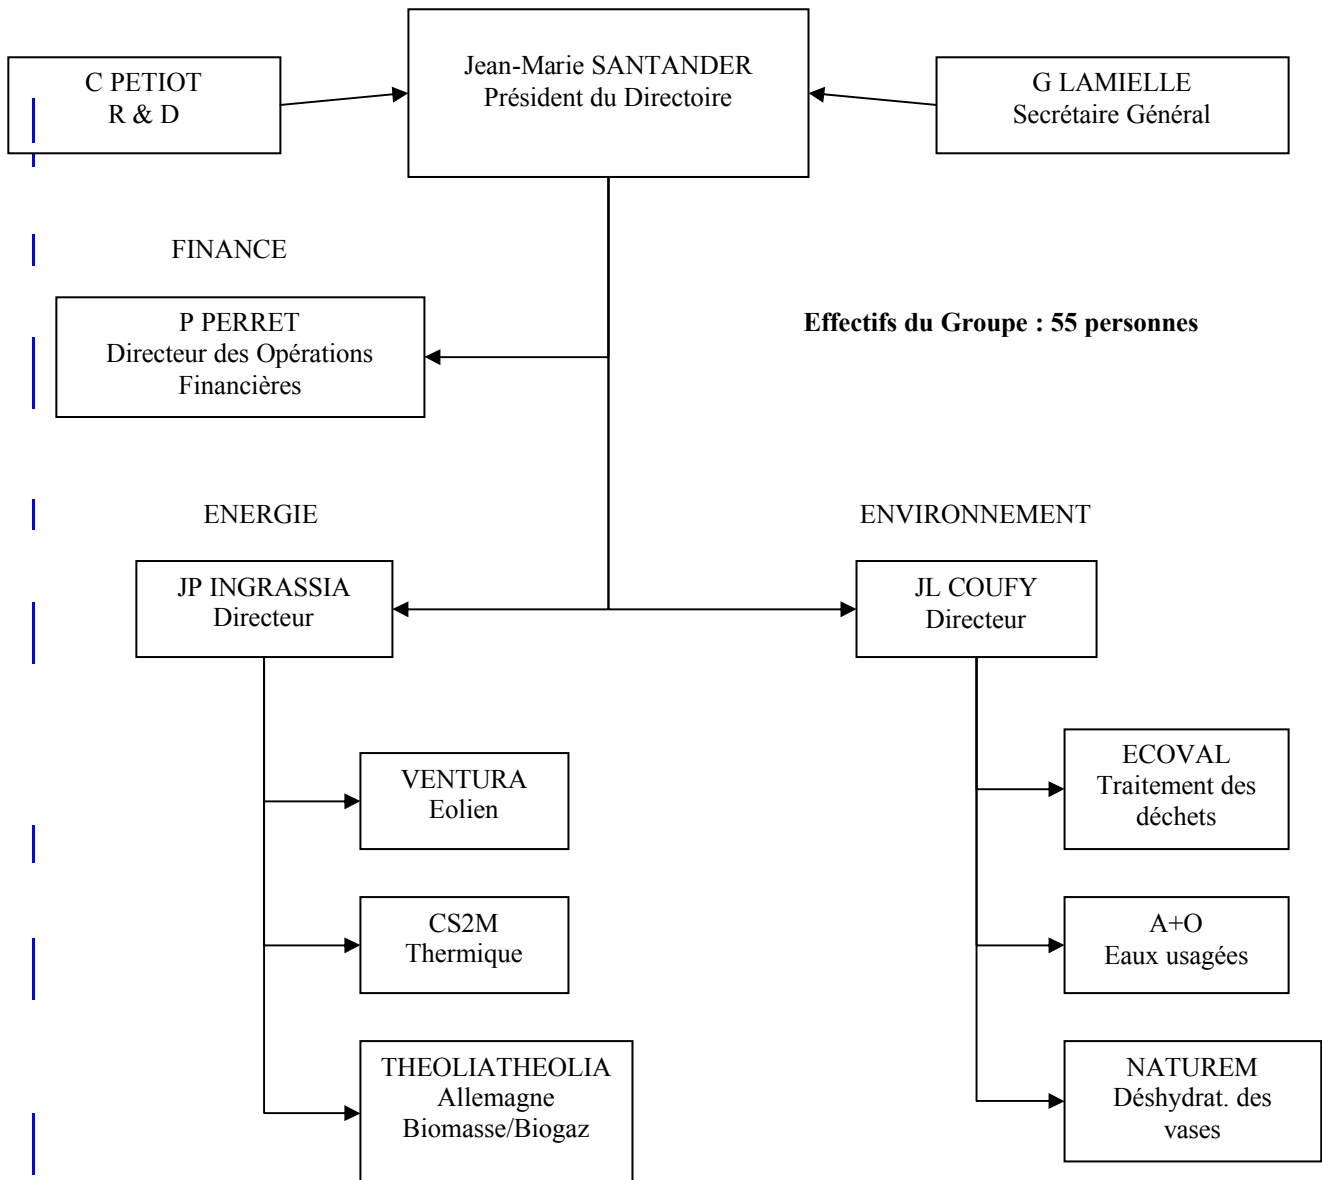 C PETIOT
R & D
Jean-Marie SANTANDER
Président du Directoire
G LAMIELLE
Secrétaire Général
FINANCE
P PERRET
Directeur des Opérations
Financières
Effectifs du Groupe : 55 personnes
ENERGIE
ENVIRONNEMENT
JP INGRASSIA
Directeur
JL COUFY
Directeur
VENTURA
Eolien
CS2M
Thermique
THEOLIATHEOLIA
Allemagne
Biomasse/Biogaz
ECOVAL
Traitement des
déchets
A+O
Eaux usagées
NATUREM
Déshydrat. des
vases